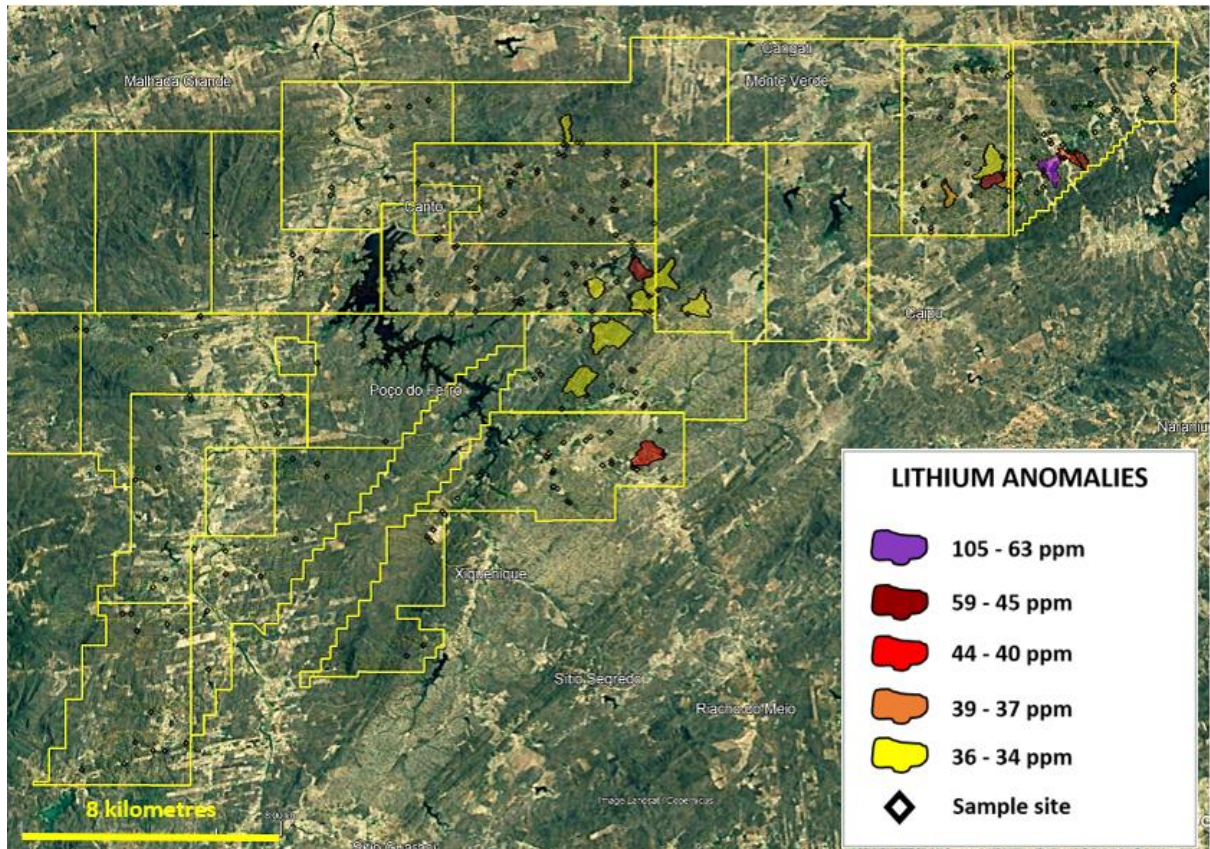 Cangati
Malhada Grande
Monte Verde
Canto
Caipu
Poço do Ferro
Naraniu
LITHIUM ANOMALIES
105 - 63 ppm
59 - 45 ppm
44 - 40 ppm
39 - 37 ppm
36 - 34 ppm
Sample site
Xiquenique
Sítio Segredo
Riacho do Meio
Image Landsat / Copernicus
8 kilometres